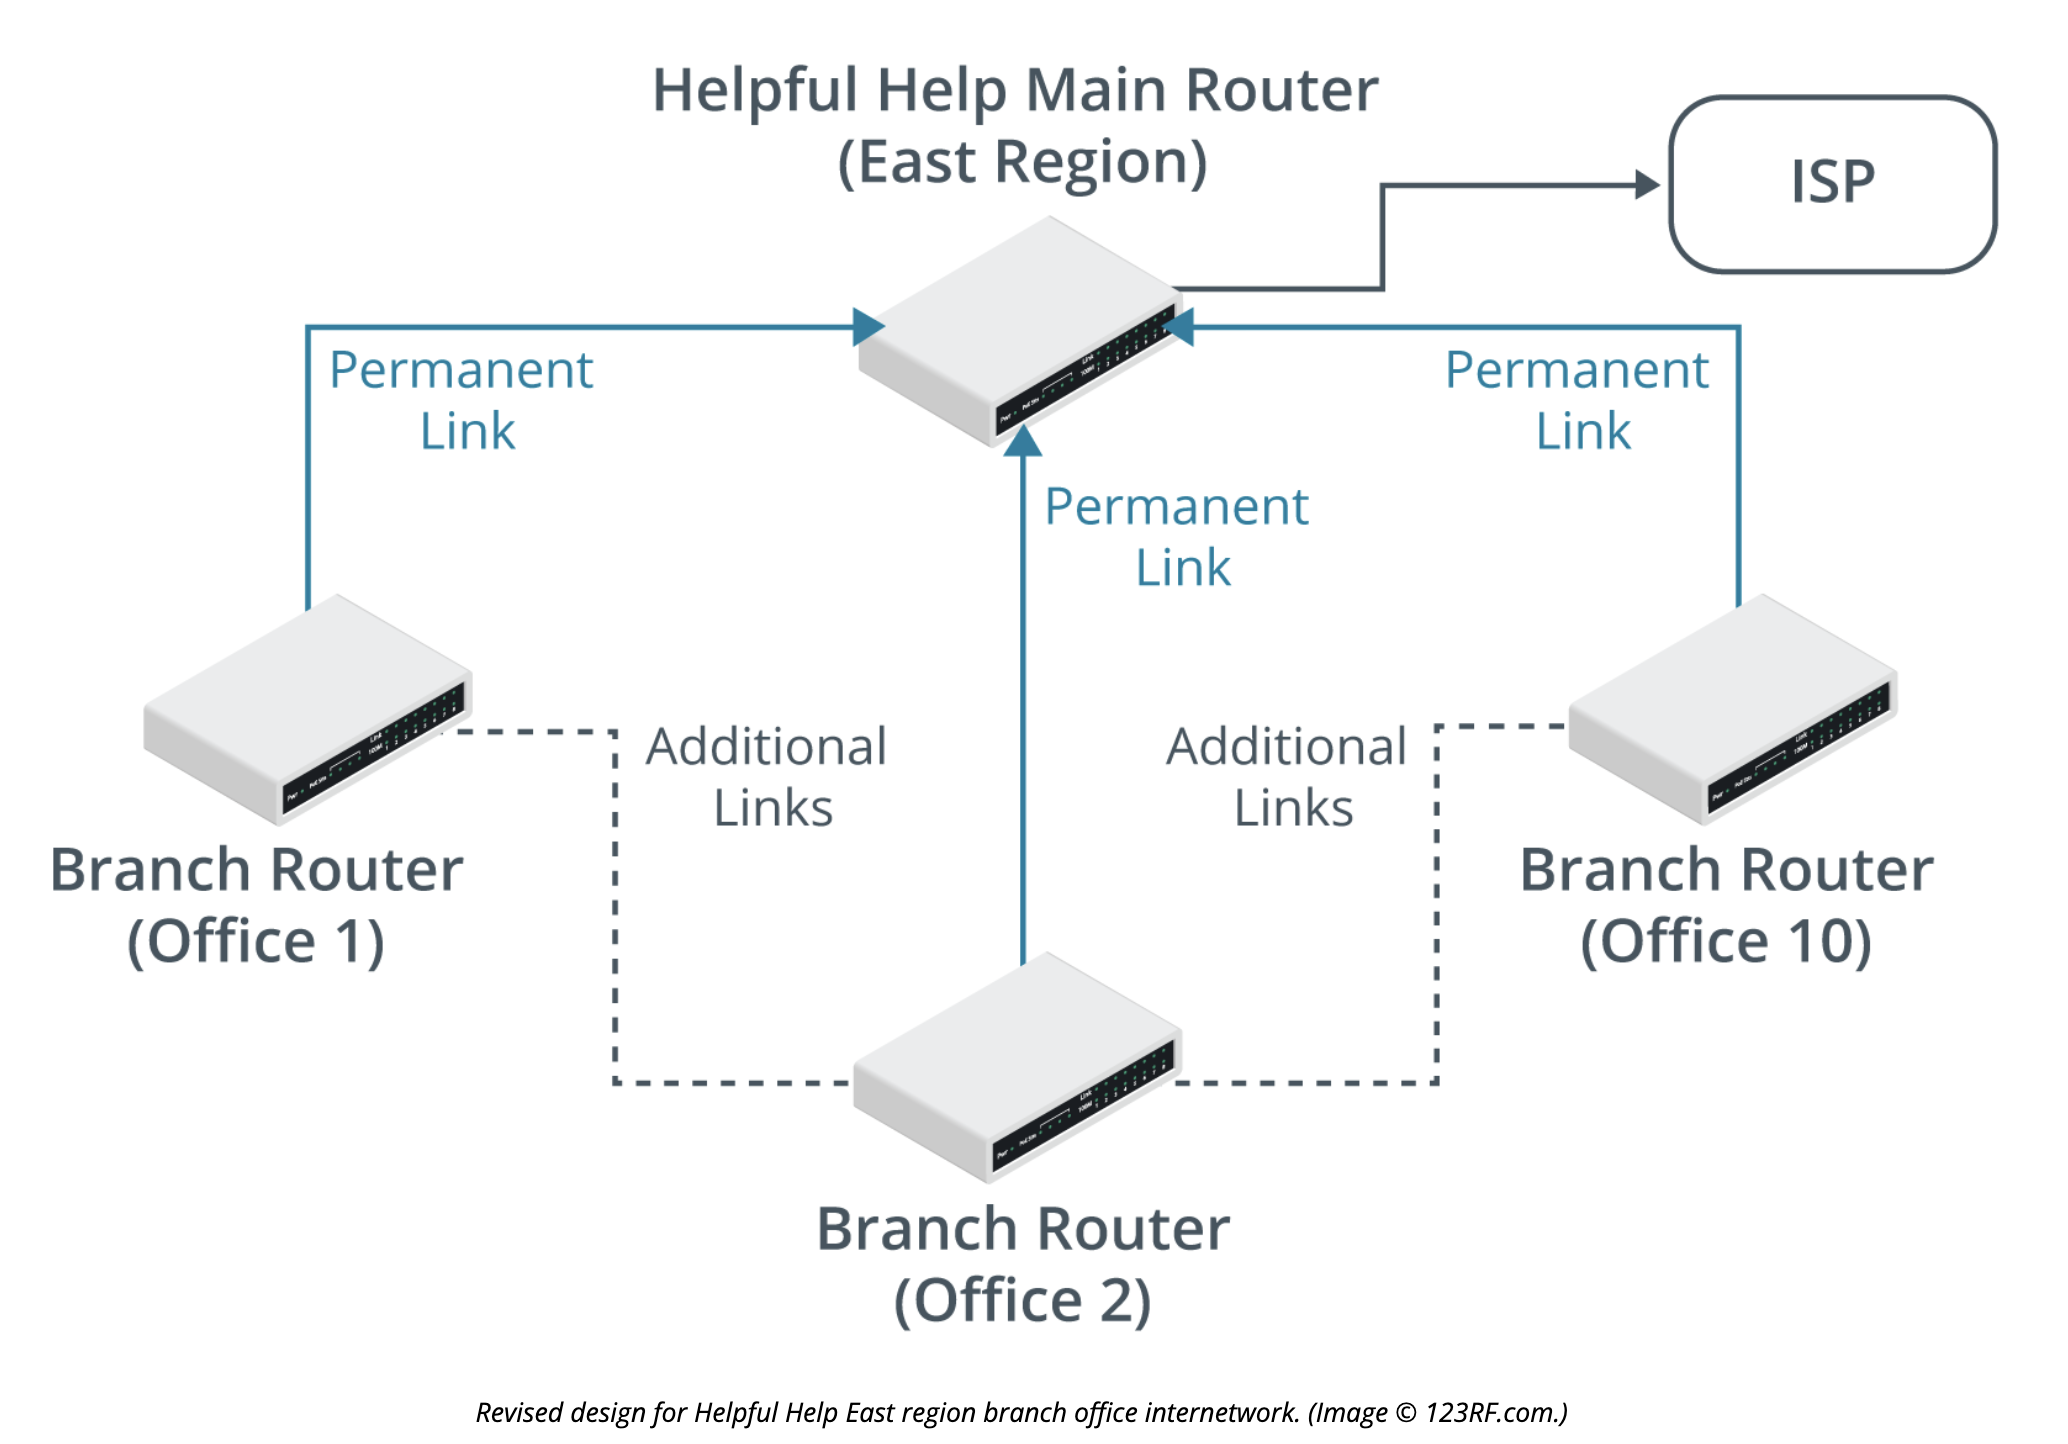 Helpful Help Main Router
(East Region)
ISP
Permanent
Link
Permanent
Link
Permanent
Link
Additional
Links
Additional
Links
Branch Router
(Office 1)
Branch Router
(Office 10)
Branch Router
(Office 2)
Revised design for Helpful Help East region branch office internetwork. (Image © 123RF.com.)